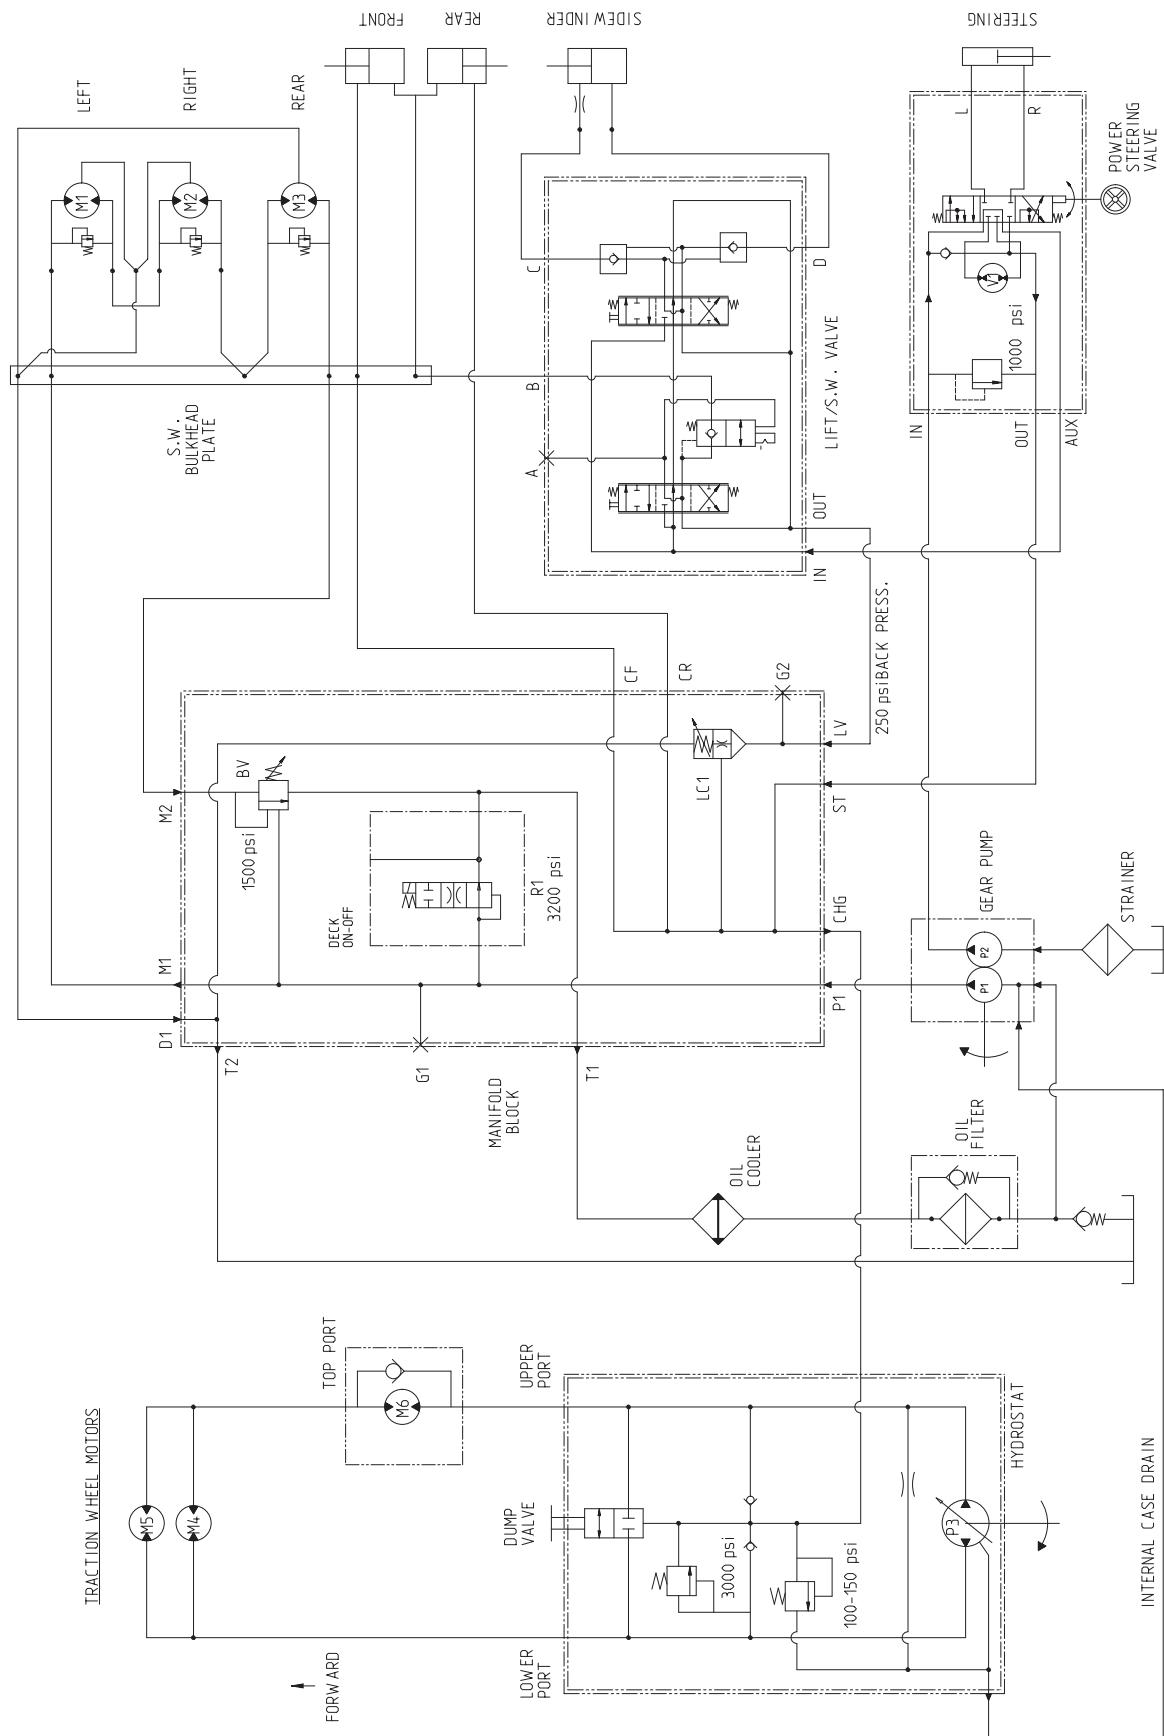 FRONT
REAR
SIDEWINDER
STEERING
LEFT
RIGHT
REAR
M1
M2
M3
L
R
POWER
STEERING
VALVE
C
D
V1
1000 psi
S.W.
BULKHEAD
PLATE
B
A
LIFT/S.W. VALVE
IN
OUT
AUX
IN
OUT
250 psi BACK PRESS.
CF
CR
G2
LV
LC1
ST
M2
BV
1500 psi
DECK
ON-OFF
R1
3200 psi
CHG
M1
P1
D1
T2
G1
T1
MANIFOLD
BLOCK
GEAR PUMP
P2
P1
STRAINER
OIL
COOLER
OIL
FILTER
TRACTION WHEEL MOTORS
TOP PORT
M6
M5
M4
UPPER
PORT
HYDROSTAT
DUMP
VALVE
3000 psi
100-150 psi
P3
LOWER
PORT
FORWARD
INTERNAL CASE DRAIN